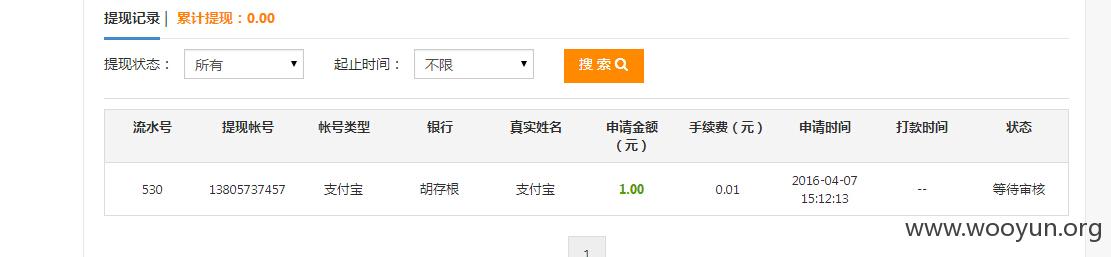 提现记录 | 累计提现：0.00
提现状态： 所有 起止时间： 不限 搜 索
流水号 提现帐号 帐号类型 银行 真实姓名 申请金额（元） 手续费（元） 申请时间 打款时间 状态
530 13805737457 支付宝 胡存根 支付宝 1.00 0.01 2016-04-07 15:12:13 -- 等待审核
www.wooyun.org
1